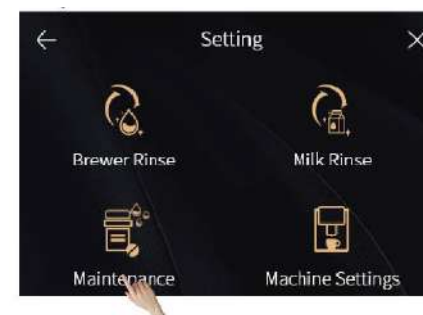 Setting
Brewer Rinse
Milk Rinse
Maintenance
Machine Settings